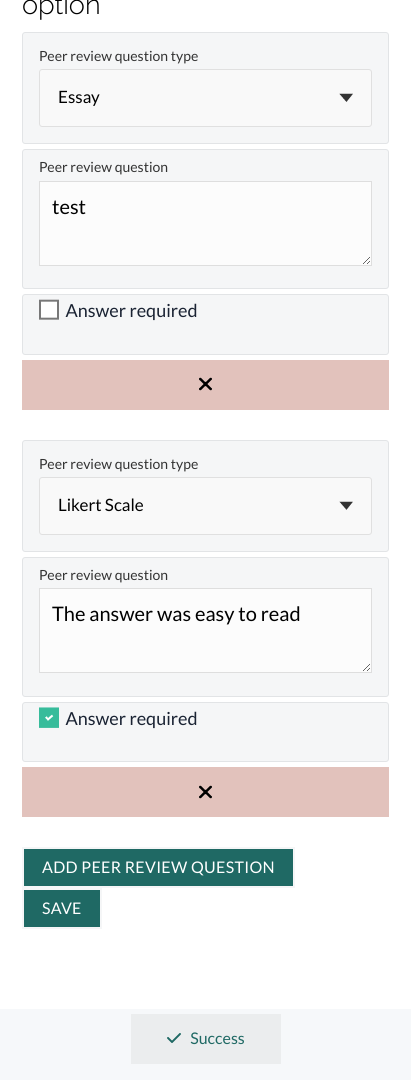 option
Peer review question type
Essay
Peer review question
test
Answer required
Peer review question type
Likert Scale
Peer review question
The answer was easy to read
Answer required
ADD PEER REVIEW QUESTION
SAVE
Success